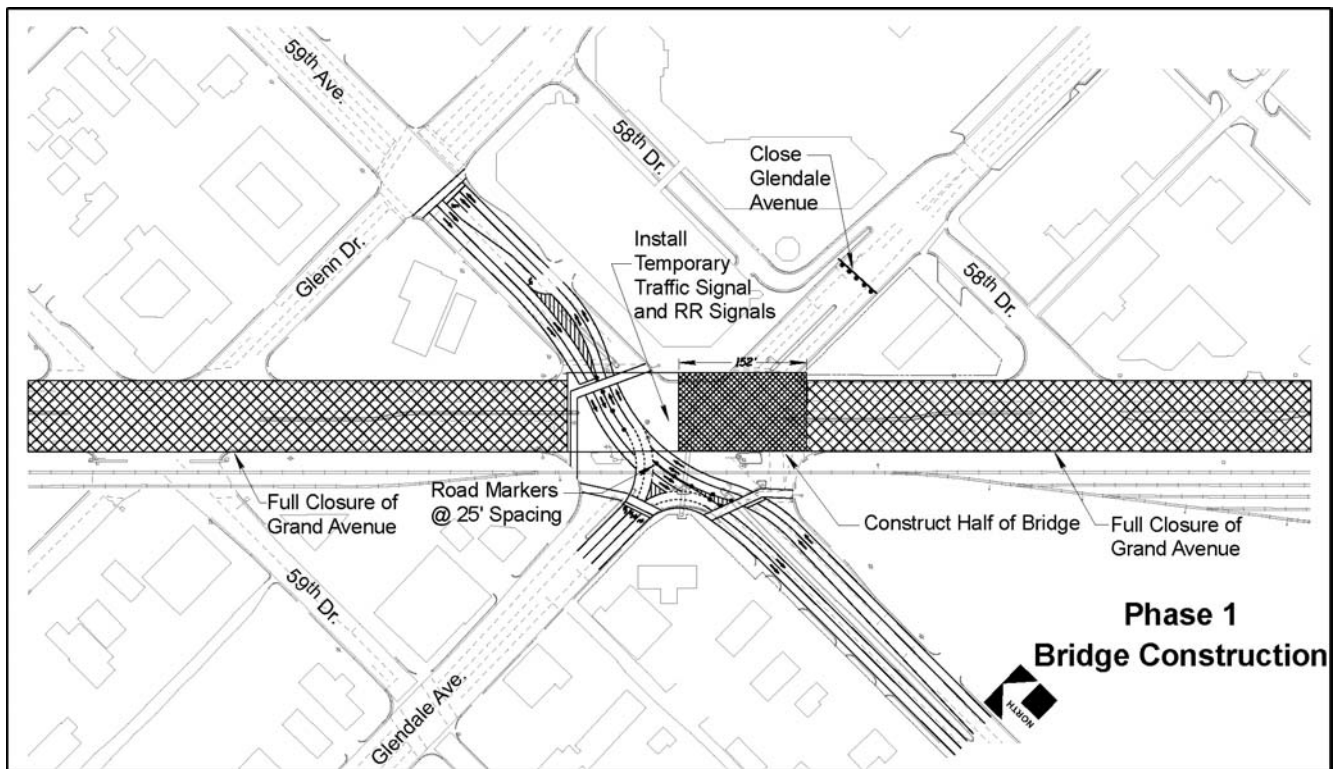 59th Ave.
58th Dr.
Close
Glendale
Avenue
Install
Temporary
Traffic Signal
and RR Signals
Glenn Dr.
58th Dr.
152'
Road Markers
@ 25' Spacing
Full Closure of
Grand Avenue
Construct Half of Bridge
Full Closure of
Grand Avenue
59th Dr.
Glendale Ave.
Phase 1
Bridge Construction
NORTH